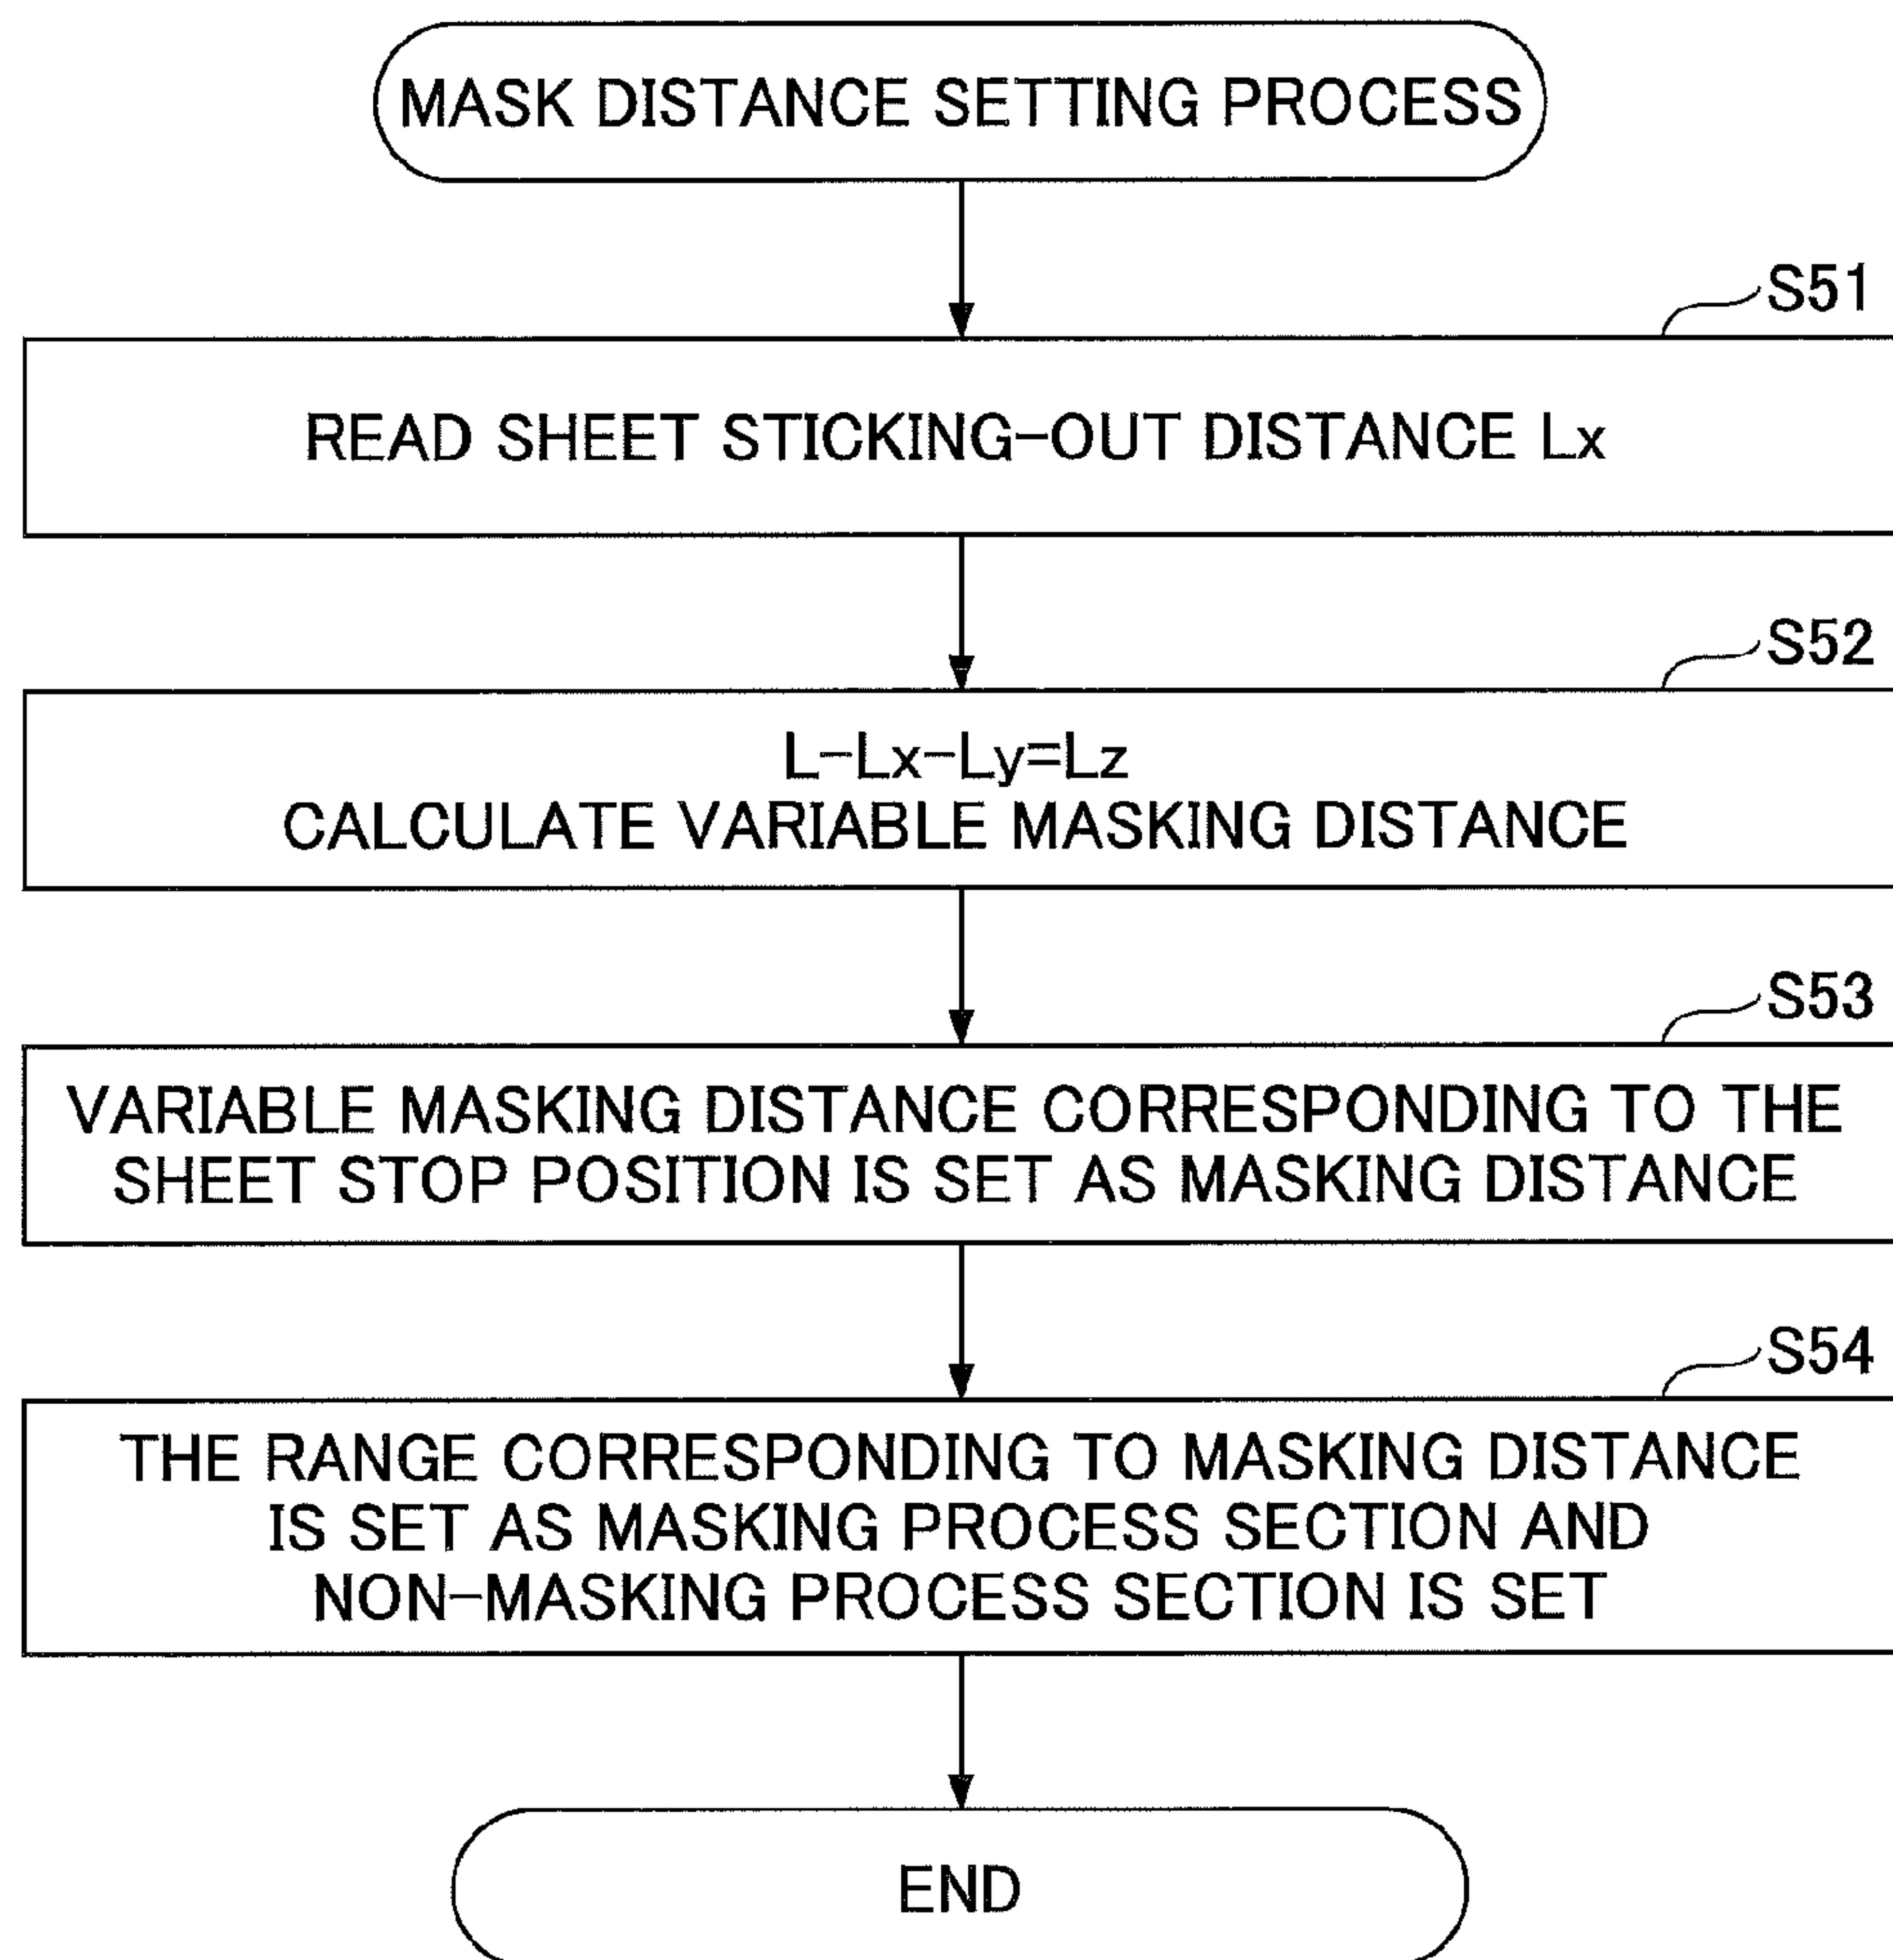 MASK DISTANCE SETTING PROCESS
S51
READ SHEET STICKING-OUT DISTANCE Lx
S52
L-Lx-Ly=Lz
CALCULATE VARIABLE MASKING DISTANCE
S53
VARIABLE MASKING DISTANCE CORRESPONDING TO THE
SHEET STOP POSITION IS SET AS MASKING DISTANCE
S54
THE RANGE CORRESPONDING TO MASKING DISTANCE
IS SET AS MASKING PROCESS SECTION AND
NON-MASKING PROCESS SECTION IS SET
END